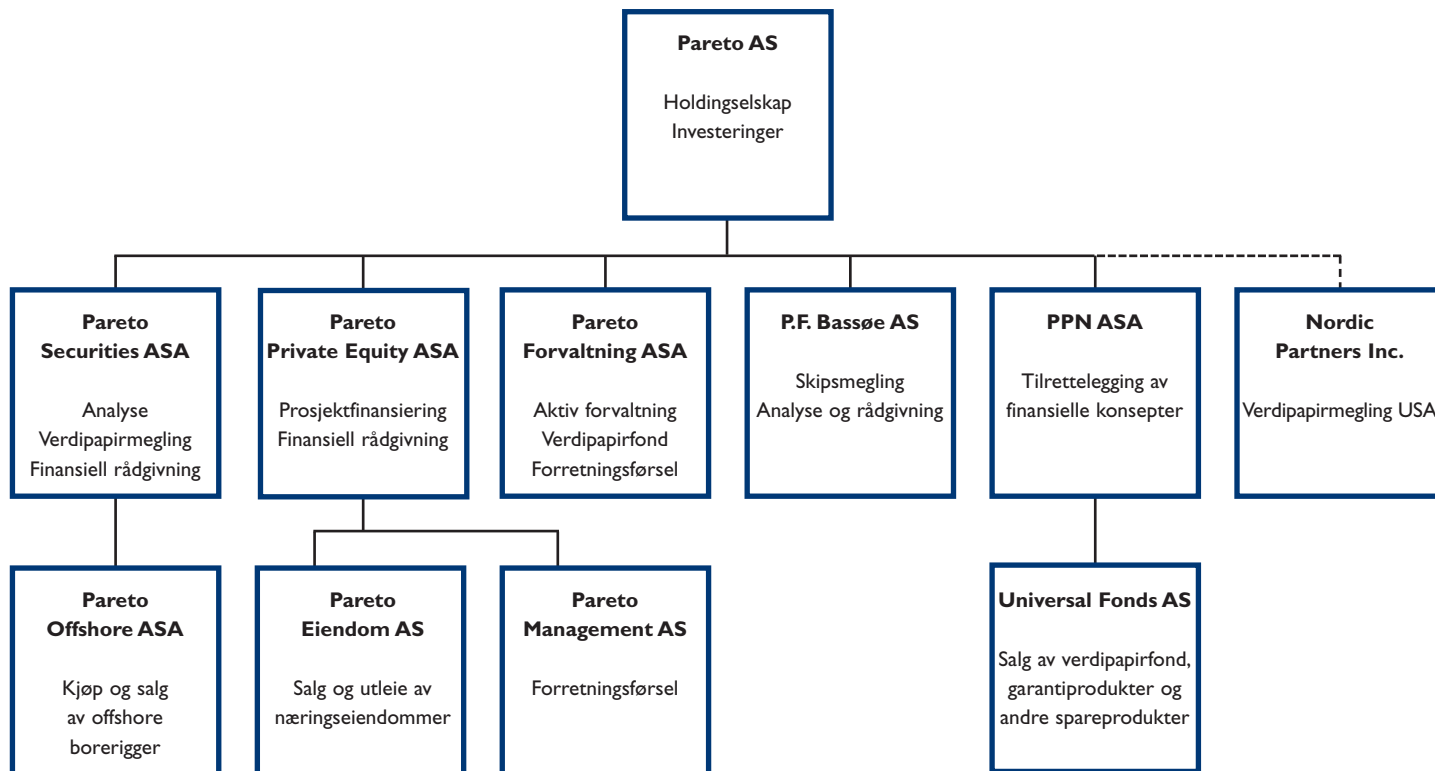 Pareto AS
Holdingselskap
Investeringer
Pareto
Securities ASA
Analyse
Verdipapirmegling
Finansiell rådgivning
Pareto
Private Equity ASA
Prosjektfinansiering
Finansiell rådgivning
Pareto
Forvaltning ASA
Aktiv forvaltning
Verdipapirfond
Forretningsførsel
P.F. Bassøe AS
Skipsmegling
Analyse og rådgivning
PPN ASA
Tilrettelegging av
finansielle konsepter
Nordic
Partners Inc.
Verdipapirmegling USA
Pareto
Offshore ASA
Kjøp og salg
av offshore
borerigger
Pareto
Eiendom AS
Salg og utleie av
næringseiendommer
Pareto
Management AS
Forretningsførsel
Universal Fonds AS
Salg av verdipapirfond,
garantiprodukter og
andre spareprodukter